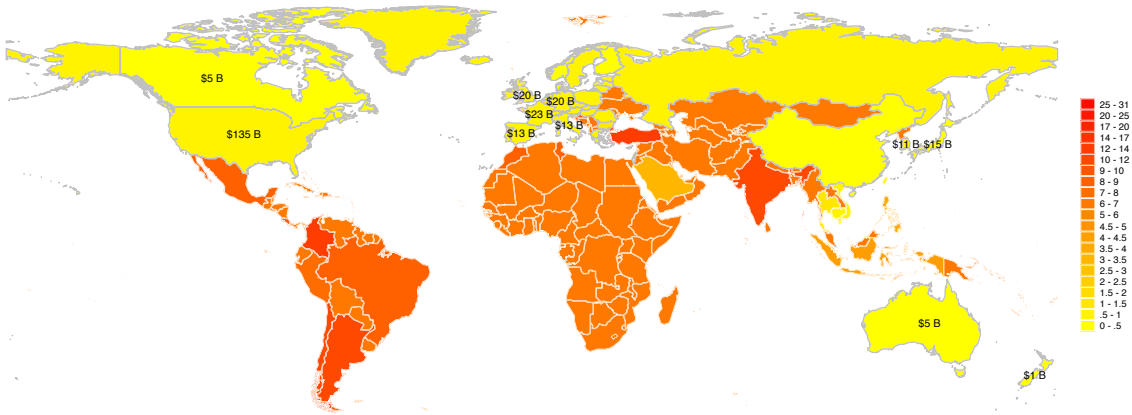 $5 B
$135 B
$20 B
$20 B
$23 B
$13 B
$13 B
$11 B
$15 B
$5 B
$1 B
25 - 31
20 - 25
17 - 20
14 - 17
12 - 14
10 - 12
9 - 10
8 - 9
7 - 8
6 - 7
5 - 6
4.5 - 5
4 - 4.5
3.5 - 4
3 - 3.5
2.5 - 3
2 - 2.5
1.5 - 2
1 - 1.5
.5 - 1
0 - .5